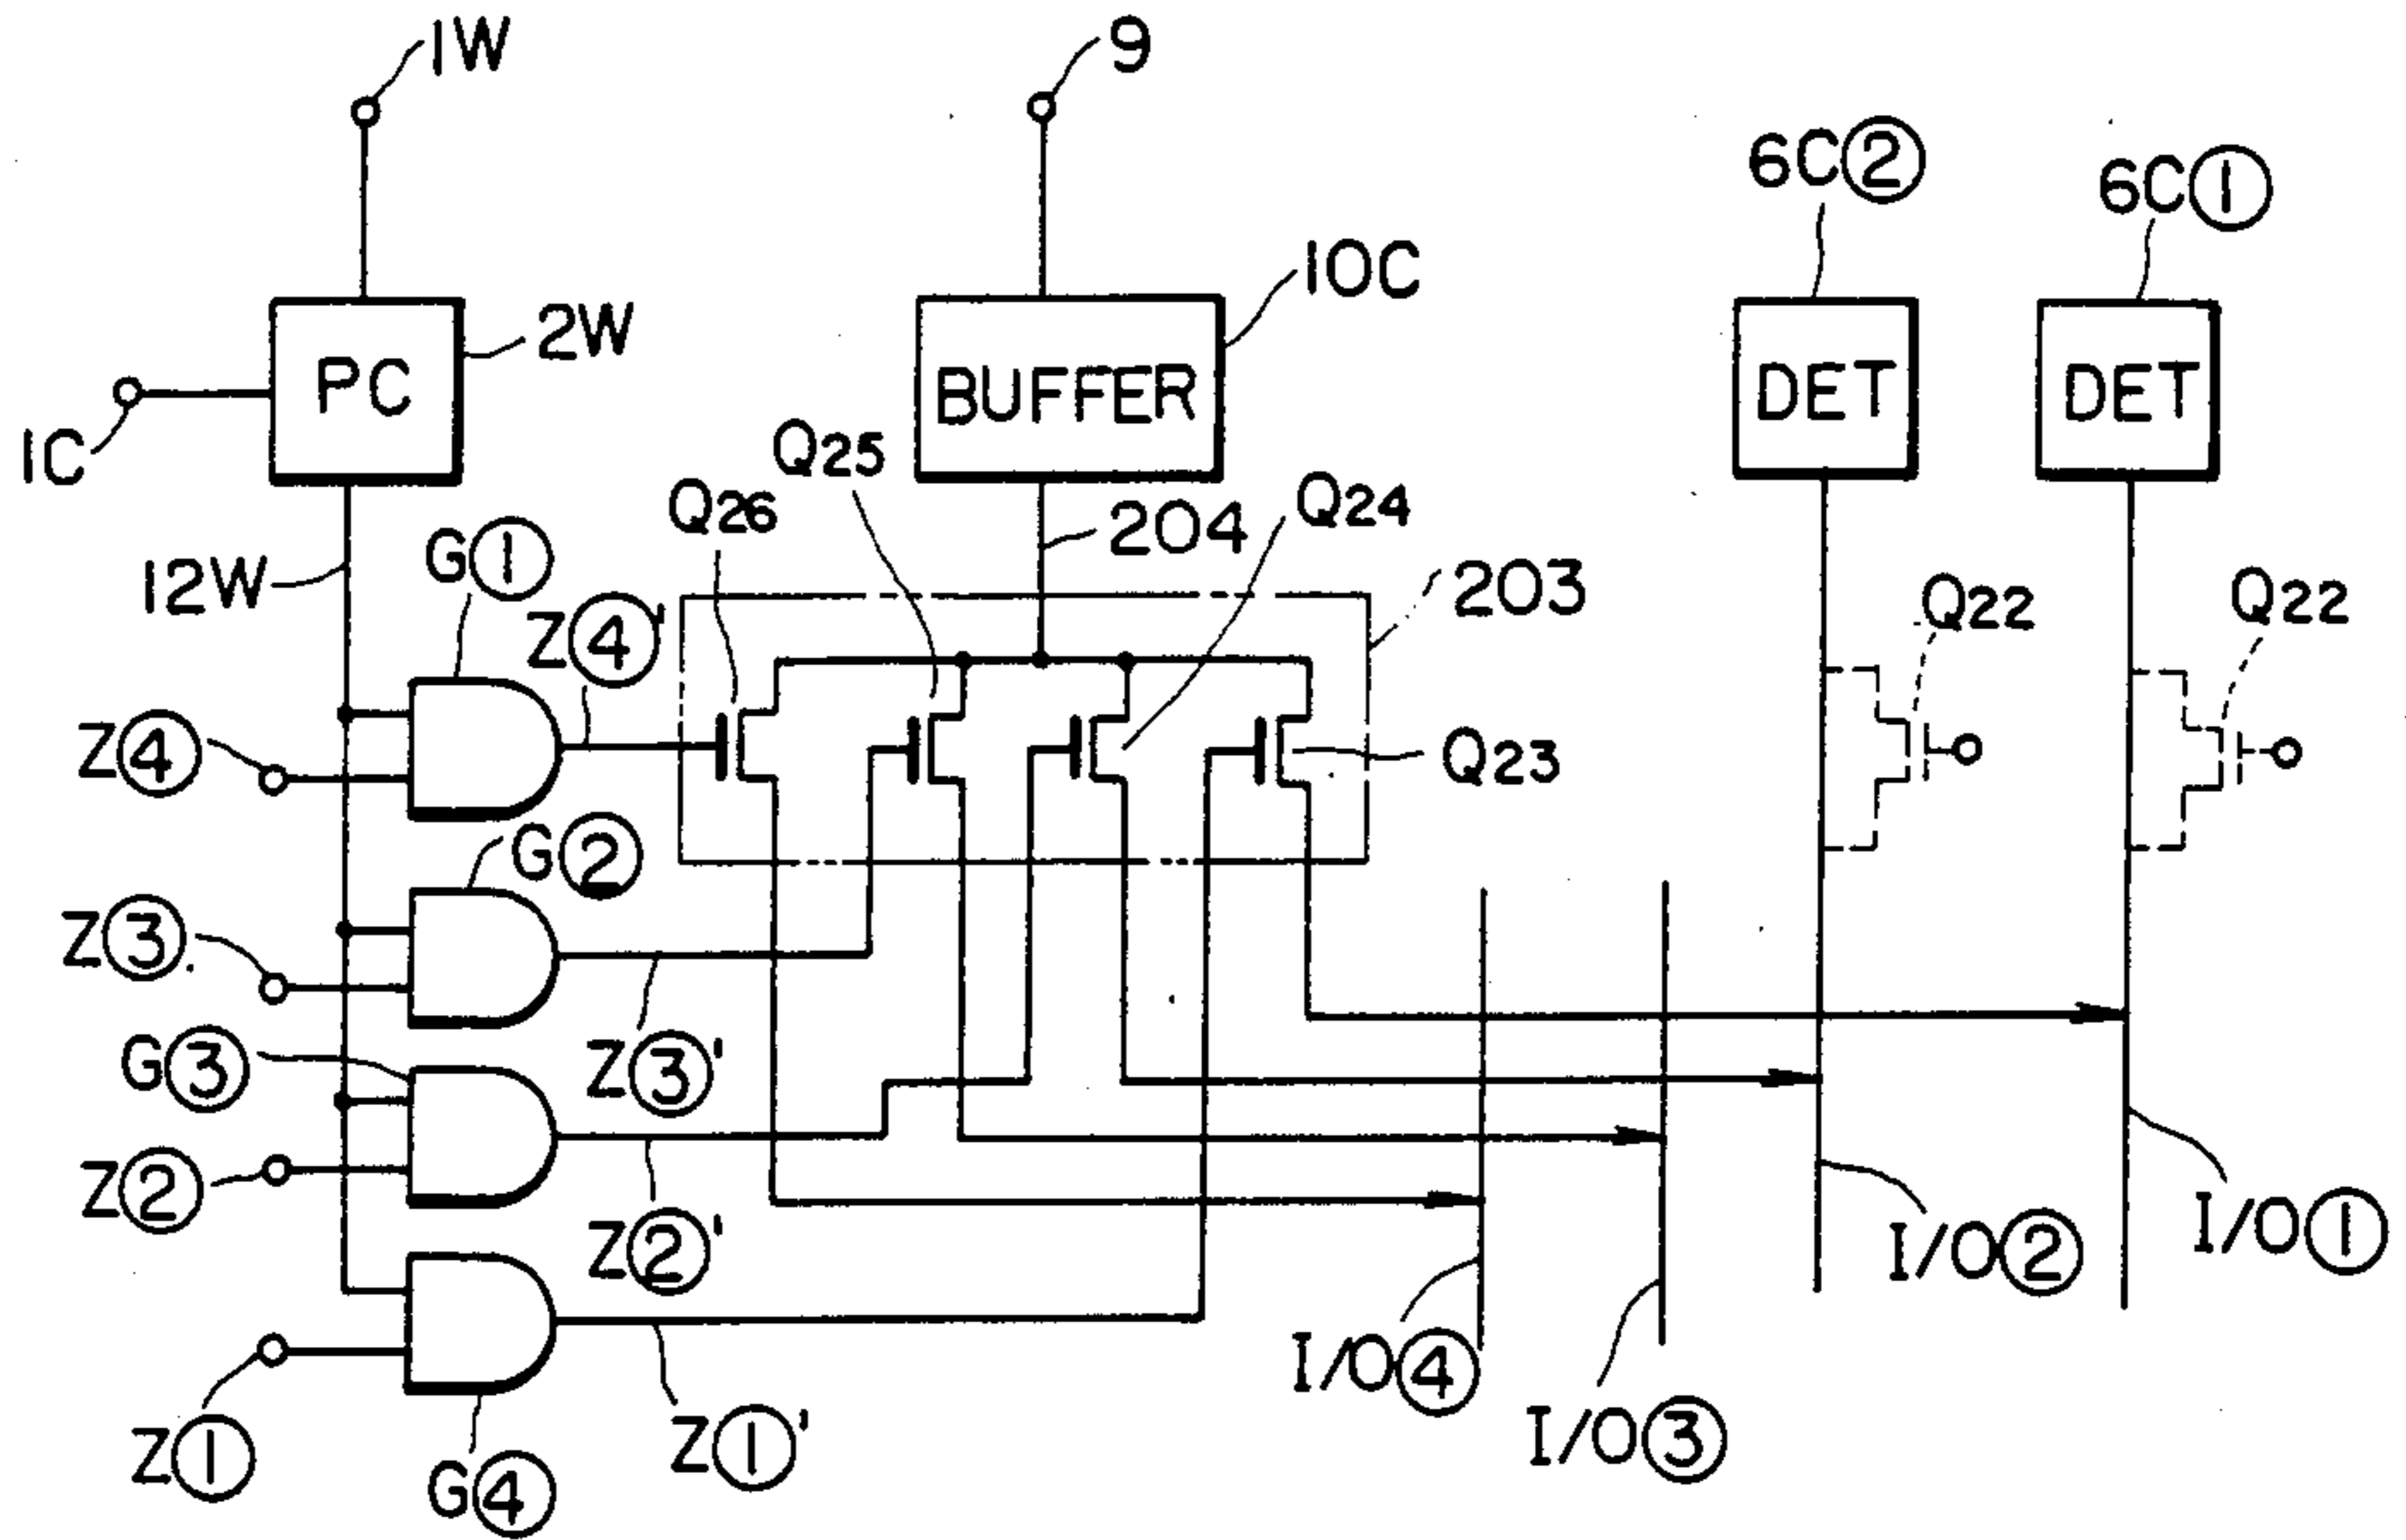 1W
9
6C②
6C①
10C
2W
PC
BUFFER
DET
DET
1C
Q25
Q26
Q24
204
G①
12W
203
Q22
Q22
Z④'
Z④
Q23
G②
Z③
G③
Z③'
Z②
Z②'
I/O②
I/O①
I/O④
I/O③
Z①
Z①'
G④